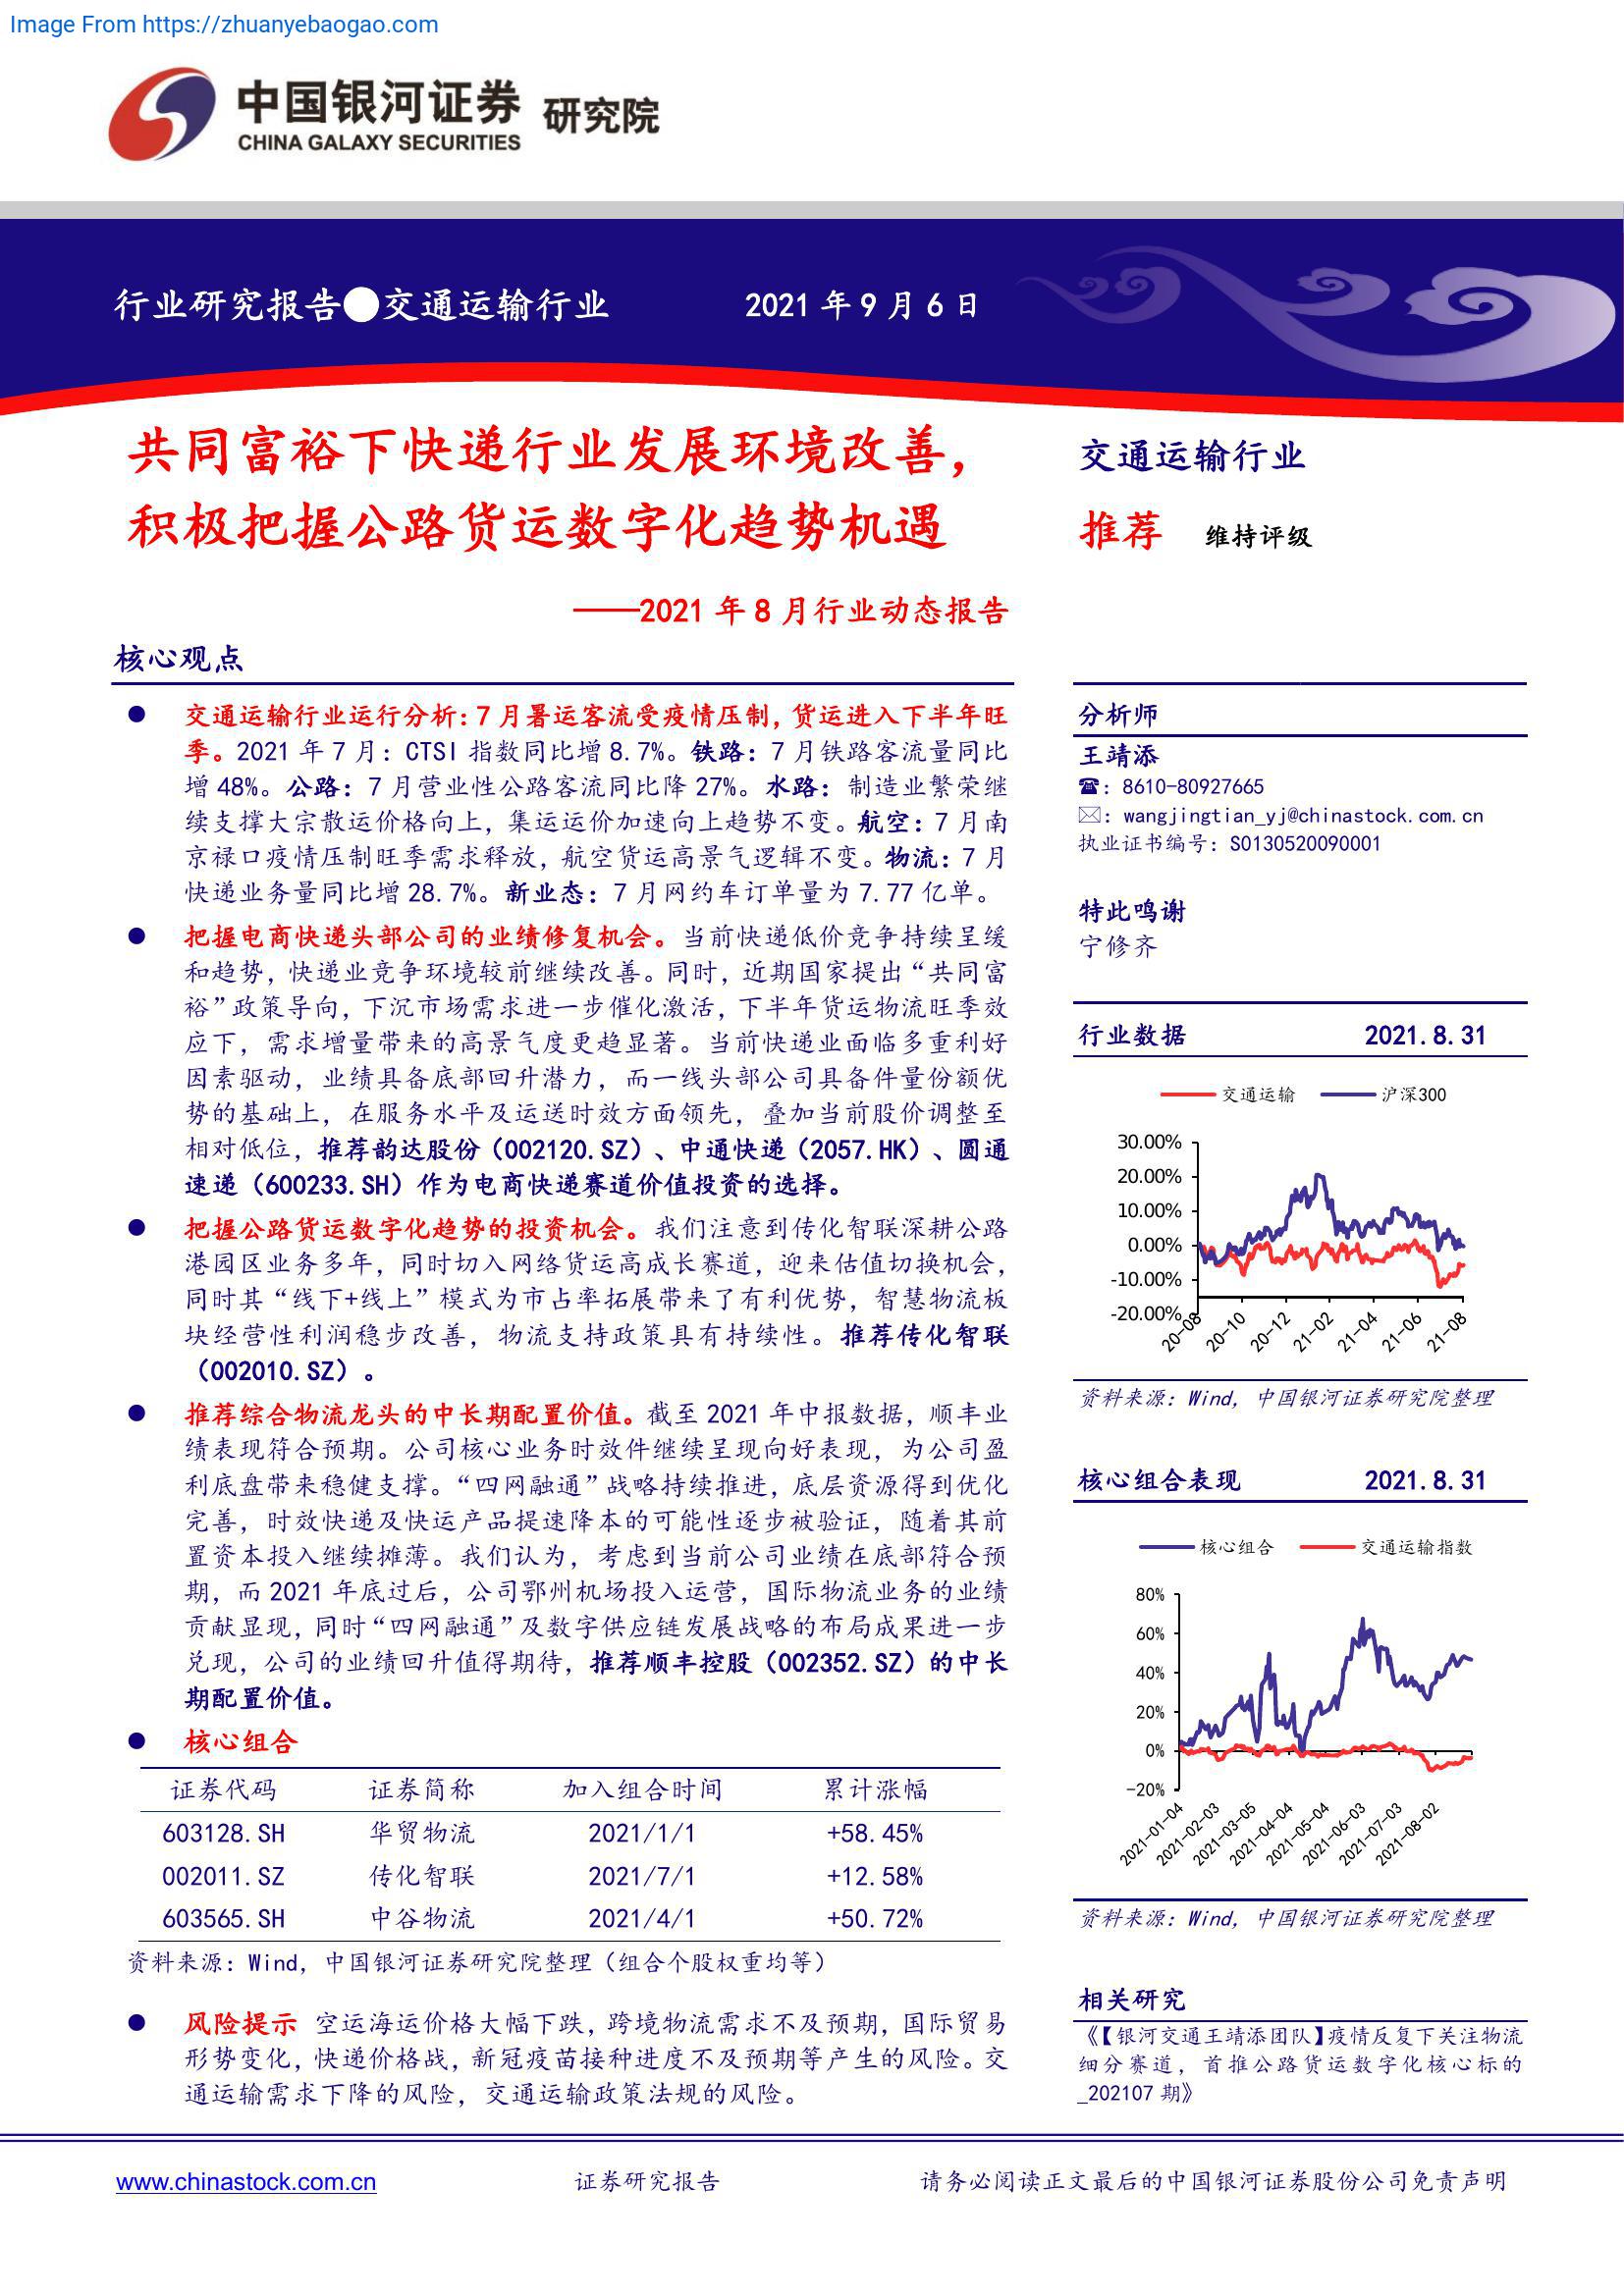 Image From https://zhuanyebaogao.com
中国银河证券 研究院
CHINA GALAXY SECURITIES
行业研究报告●交通运输行业 2021 年 9 月 6 日
共同富裕下快递行业发展环境改善，
积极把握公路货运数字化趋势机遇
——2021 年 8 月行业动态报告
核心观点
● 交通运输行业运行分析：7 月暑运客流受疫情压制，货运进入下半年旺
季。2021 年 7 月：CTSI 指数同比增 8.7%。铁路：7 月铁路客流量同比
增 48%。公路：7 月营业性公路客流同比降 27%。水路：制造业繁荣继
续支撑大宗散运价格向上，集运运价加速向上趋势不变。航空：7 月南
京禄口疫情压制旺季需求释放，航空货运高景气逻辑不变。物流：7 月
快递业务量同比增 28.7%。新业态：7 月网约车订单量为 7.77 亿单。
● 把握电商快递头部公司的业绩修复机会。当前快递低价竞争持续呈缓
和趋势，快递业竞争环境较前继续改善。同时，近期国家提出“共同富
裕”政策导向，下沉市场需求进一步催化激活，下半年货运物流旺季效
应下，需求增量带来的高景气度更趋显著。当前快递业面临多重利好
因素驱动，业绩具备底部回升潜力，而一线头部公司具备件量份额优
势的基础上，在服务水平及运送时效方面领先，叠加当前股价调整至
相对低位，推荐韵达股份（002120.SZ）、中通快递（2057.HK）、圆通
速递（600233.SH）作为电商快递赛道价值投资的选择。
● 把握公路货运数字化趋势的投资机会。我们注意到传化智联深耕公路
港园区业务多年，同时切入网络货运高成长赛道，迎来估值切换机会，
同时其“线下+线上”模式为市占率拓展带来了有利优势，智慧物流板
块经营性利润稳步改善，物流支持政策具有持续性。推荐传化智联
（002010.SZ）。
● 推荐综合物流龙头的中长期配置价值。截至 2021 年中报数据，顺丰业
绩表现符合预期。公司核心业务时效件继续呈现向好表现，为公司盈
利底盘带来稳健支撑。“四网融通”战略持续推进，底层资源得到优化
完善，时效快递及快运产品提速降本的可能性逐步被验证，随着其前
置资本投入继续摊薄。我们认为，考虑到当前公司业绩在底部符合预
期，而 2021 年底过后，公司鄂州机场投入运营，国际物流业务的业绩
贡献显现，同时“四网融通”及数字供应链发展战略的布局成果进一步
兑现，公司的业绩回升值得期待，推荐顺丰控股（002352.SZ）的中长
期配置价值。
● 核心组合
证券代码 证券简称 加入组合时间 累计涨幅
603128.SH 华贸物流 2021/1/1 +58.45%
002011.SZ 传化智联 2021/7/1 +12.58%
603565.SH 中谷物流 2021/4/1 +50.72%
资料来源：Wind，中国银河证券研究院整理（组合个股权重均等）
● 风险提示 空运海运价格大幅下跌，跨境物流需求不及预期，国际贸易
形势变化，快递价格战，新冠疫苗接种进度不及预期等产生的风险。交
通运输需求下降的风险，交通运输政策法规的风险。
交通运输行业
推荐 维持评级
分析师
王靖添
☎：8610-80927665
✉：wangjingtian_yj@chinastock.com.cn
执业证书编号：S0130520090001
特此鸣谢
宁修齐
行业数据 2021.8.31
交通运输 沪深300
30.00%
20.00%
10.00%
0.00%
-10.00%
-20.00%
20-08 20-10 20-12 21-02 21-04 21-06 21-08
资料来源：Wind，中国银河证券研究院整理
核心组合表现 2021.8.31
核心组合 交通运输指数
80%
60%
40%
20%
0%
-20%
2021-01-04 2021-02-03 2021-03-05 2021-04-04 2021-05-04 2021-06-03 2021-07-03 2021-08-02
资料来源：Wind，中国银河证券研究院整理
相关研究
《【银河交通王靖添团队】疫情反复下关注物流
细分赛道，首推公路货运数字化核心标的
_202107 期》
www.chinastock.com.cn 证券研究报告 请务必阅读正文最后的中国银河证券股份公司免责声明